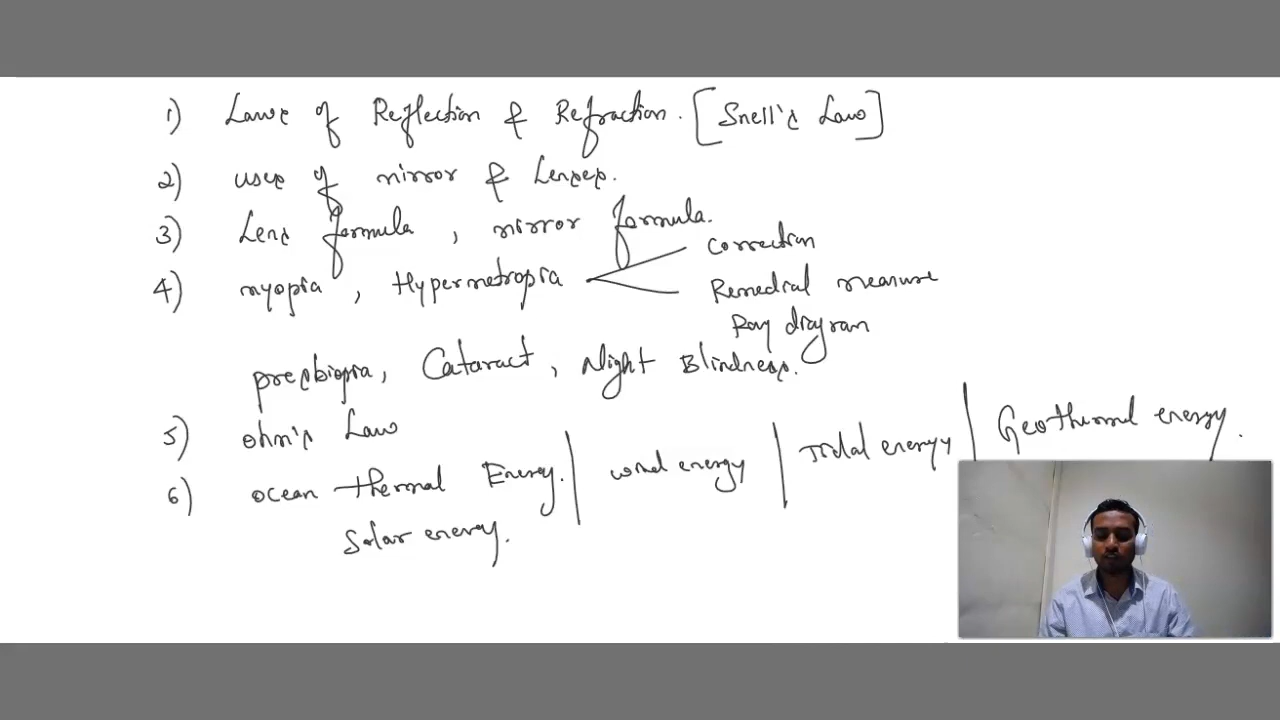 1) Laws of Reflection & Refraction. [Snell's Law]
2) uses of mirror & Lenses.
3) Lens formula, mirror formula.
4) myopia, Hypermetropia
Correction
Remedial measure
Ray diagram
presbiopia, Cataract, Night Blindness.
5) ohm's Law
6) ocean thermal Energy. | wind energy | Tidal energy | Geothermal energy.
Solar energy.